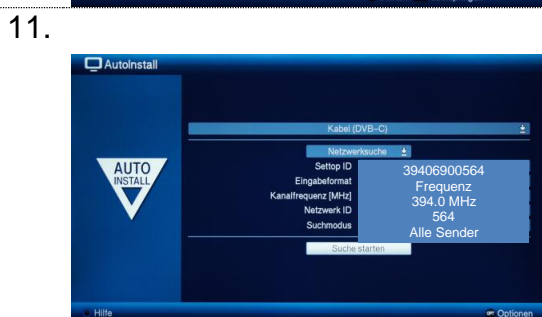 11.
AutoInstall
Kabel (DVB-C)
Netzwerksuche
Settop ID 39406900564
Eingabeformat Frequenz
Kanalfrequenz [MHz] 394.0 MHz
Netzwerk ID 564
Suchmodus Alle Sender
AUTO
INSTALL
Suche starten
Hilfe
Optionen